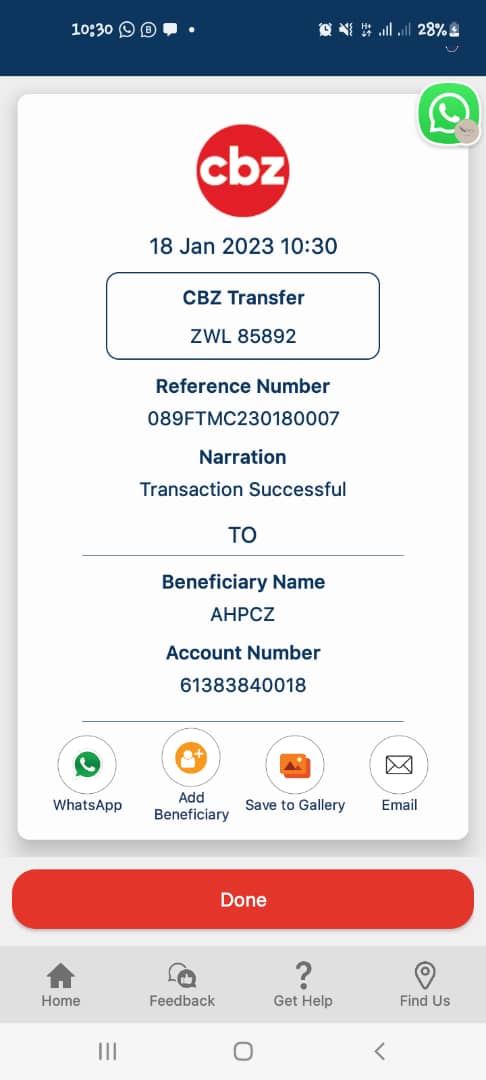 10:30
28%
cbz
18 Jan 2023 10:30
CBZ Transfer
ZWL 85892
Reference Number
089FTMC230180007
Narration
Transaction Successful
TO
Beneficiary Name
AHPCZ
Account Number
61383840018
WhatsApp
Add
Beneficiary
Save to Gallery
Email
Done
Home
Feedback
Get Help
Find Us